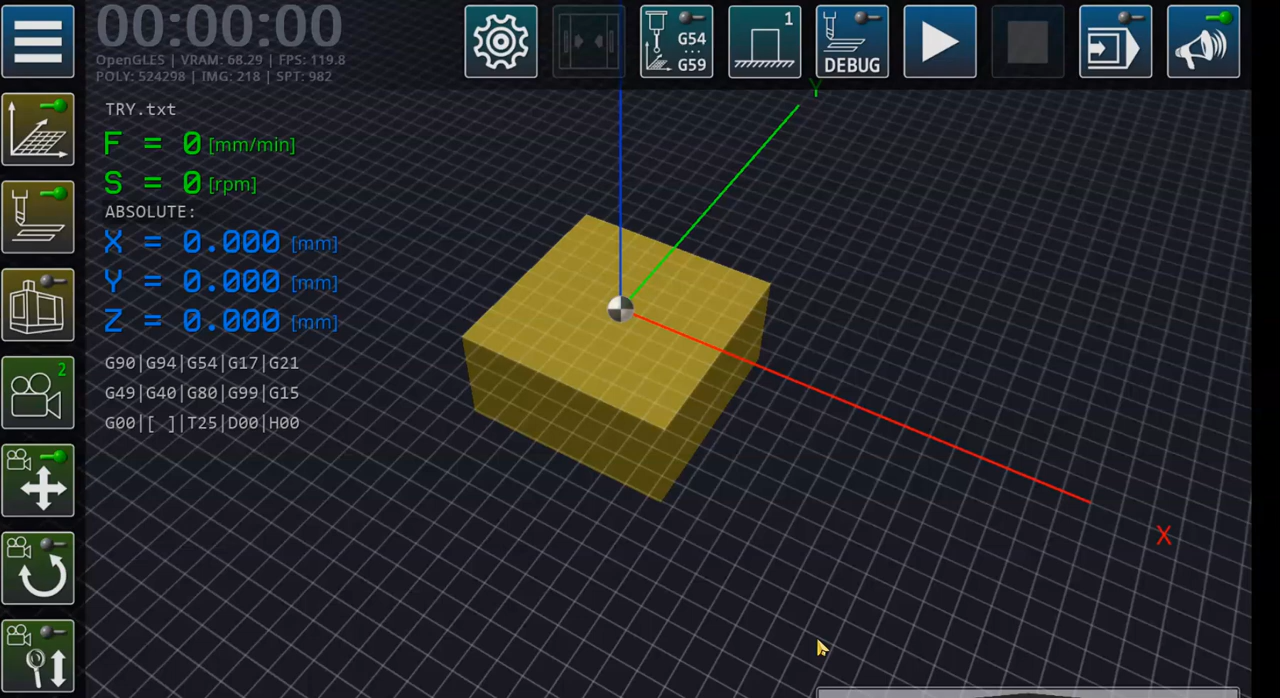 00:00:00
OpenGLES | VRAM: 68.29 | FPS: 119.8
POLY: 524298 | IMG: 218 | SPT: 982
G54
...
G59
1
DEBUG
TRY.txt
F = 0 [mm/min]
S = 0 [rpm]
ABSOLUTE:
X = 0.000 [mm]
Y = 0.000 [mm]
Z = 0.000 [mm]
G90|G94|G54|G17|G21
G49|G40|G80|G99|G15
G00|[ ]|T25|D00|H00
2
Y
X